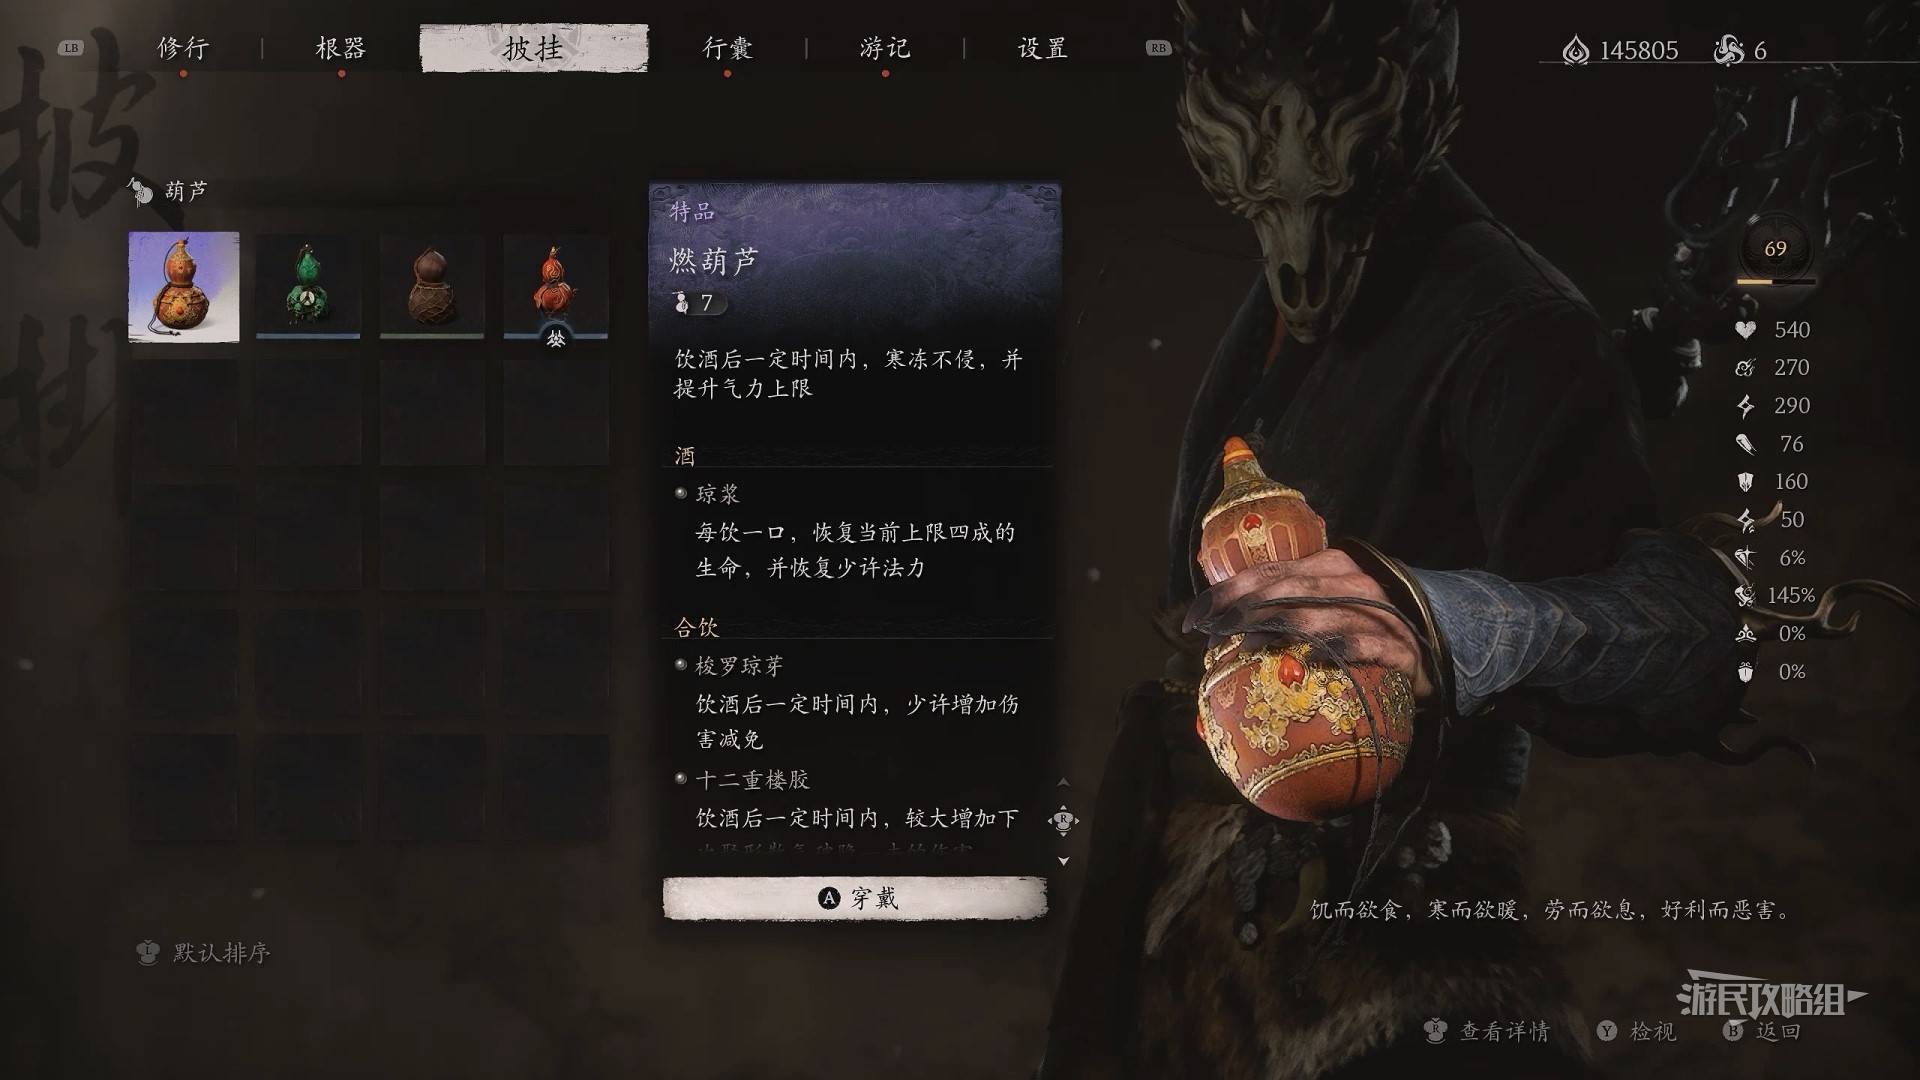 LB 修行 根器 披挂 行囊 游记 设置 RB 145805 6
披挂
葫芦
特品
燃葫芦
7
饮酒后一定时间内，寒冻不侵，并
提升气力上限
酒
琼浆
每饮一口，恢复当前上限四成的
生命，并恢复少许法力
合饮
梭罗琼芽
饮酒后一定时间内，少许增加伤
害减免
十二重楼胶
饮酒后一定时间内，较大增加下
R
A 穿戴
L 默认排序
69
540
270
290
76
160
50
6%
145%
0%
0%
饥而欲食，寒而欲暖，劳而欲息，好利而恶害。
游民攻略组
R 查看详情 Y 检视 B 返回